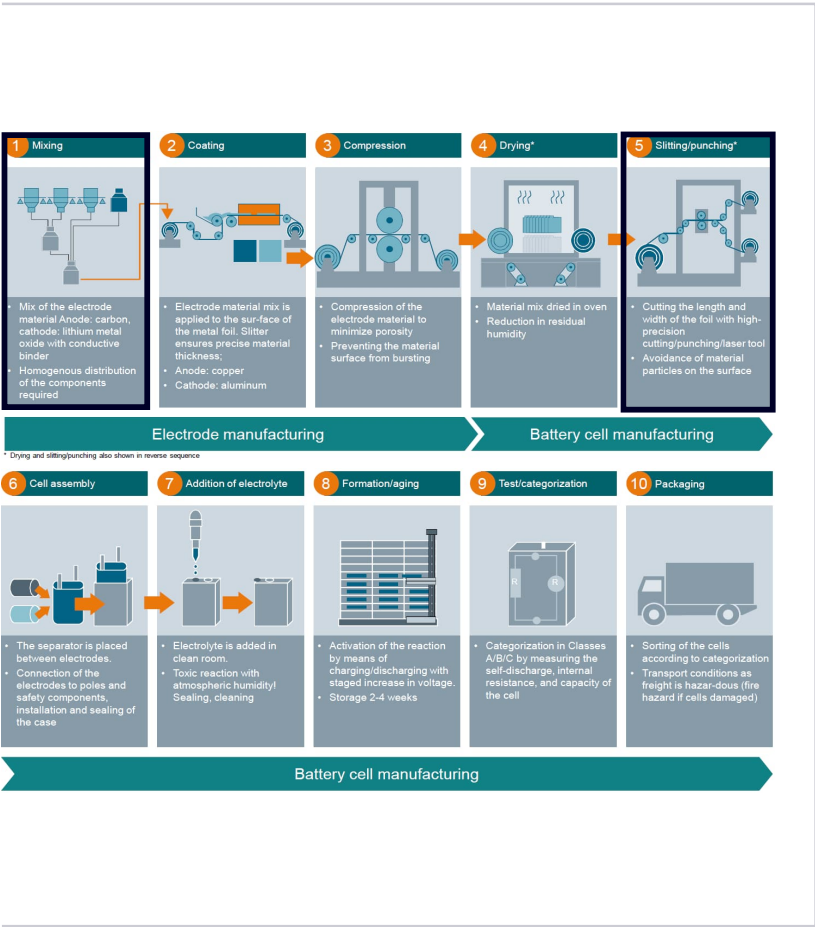 1 Mixing
• Mix of the electrode
material Anode: carbon,
cathode: lithium metal
oxide with conductive
binder
• Homogenous distribution
of the components
required
2 Coating
• Electrode material mix is
applied to the sur-face of
the metal foil. Slitter
ensures precise material
thickness;
• Anode: copper
• Cathode: aluminum
3 Compression
• Compression of the
electrode material to
minimize porosity
• Preventing the material
surface from bursting
4 Drying*
• Material mix dried in oven
• Reduction in residual
humidity
5 Slitting/punching*
• Cutting the length and
width of the foil with high-
precision
cutting/punching/laser tool
• Avoidance of material
particles on the surface
Electrode manufacturing
Battery cell manufacturing
* Drying and slitting/punching also shown in reverse sequence
6 Cell assembly
• The separator is placed
between electrodes.
• Connection of the
electrodes to poles and
safety components,
installation and sealing of
the case
7 Addition of electrolyte
• Electrolyte is added in
clean room.
• Toxic reaction with
atmospheric humidity!
Sealing, cleaning
8 Formation/aging
• Activation of the reaction
by means of
charging/discharging with
staged increase in voltage.
• Storage 2-4 weeks
9 Test/categorization
R R
• Categorization in Classes
A/B/C by measuring the
self-discharge, internal
resistance, and capacity of
the cell
10 Packaging
• Sorting of the cells
according to categorization
• Transport conditions as
freight is hazar-dous (fire
hazard if cells damaged)
Battery cell manufacturing